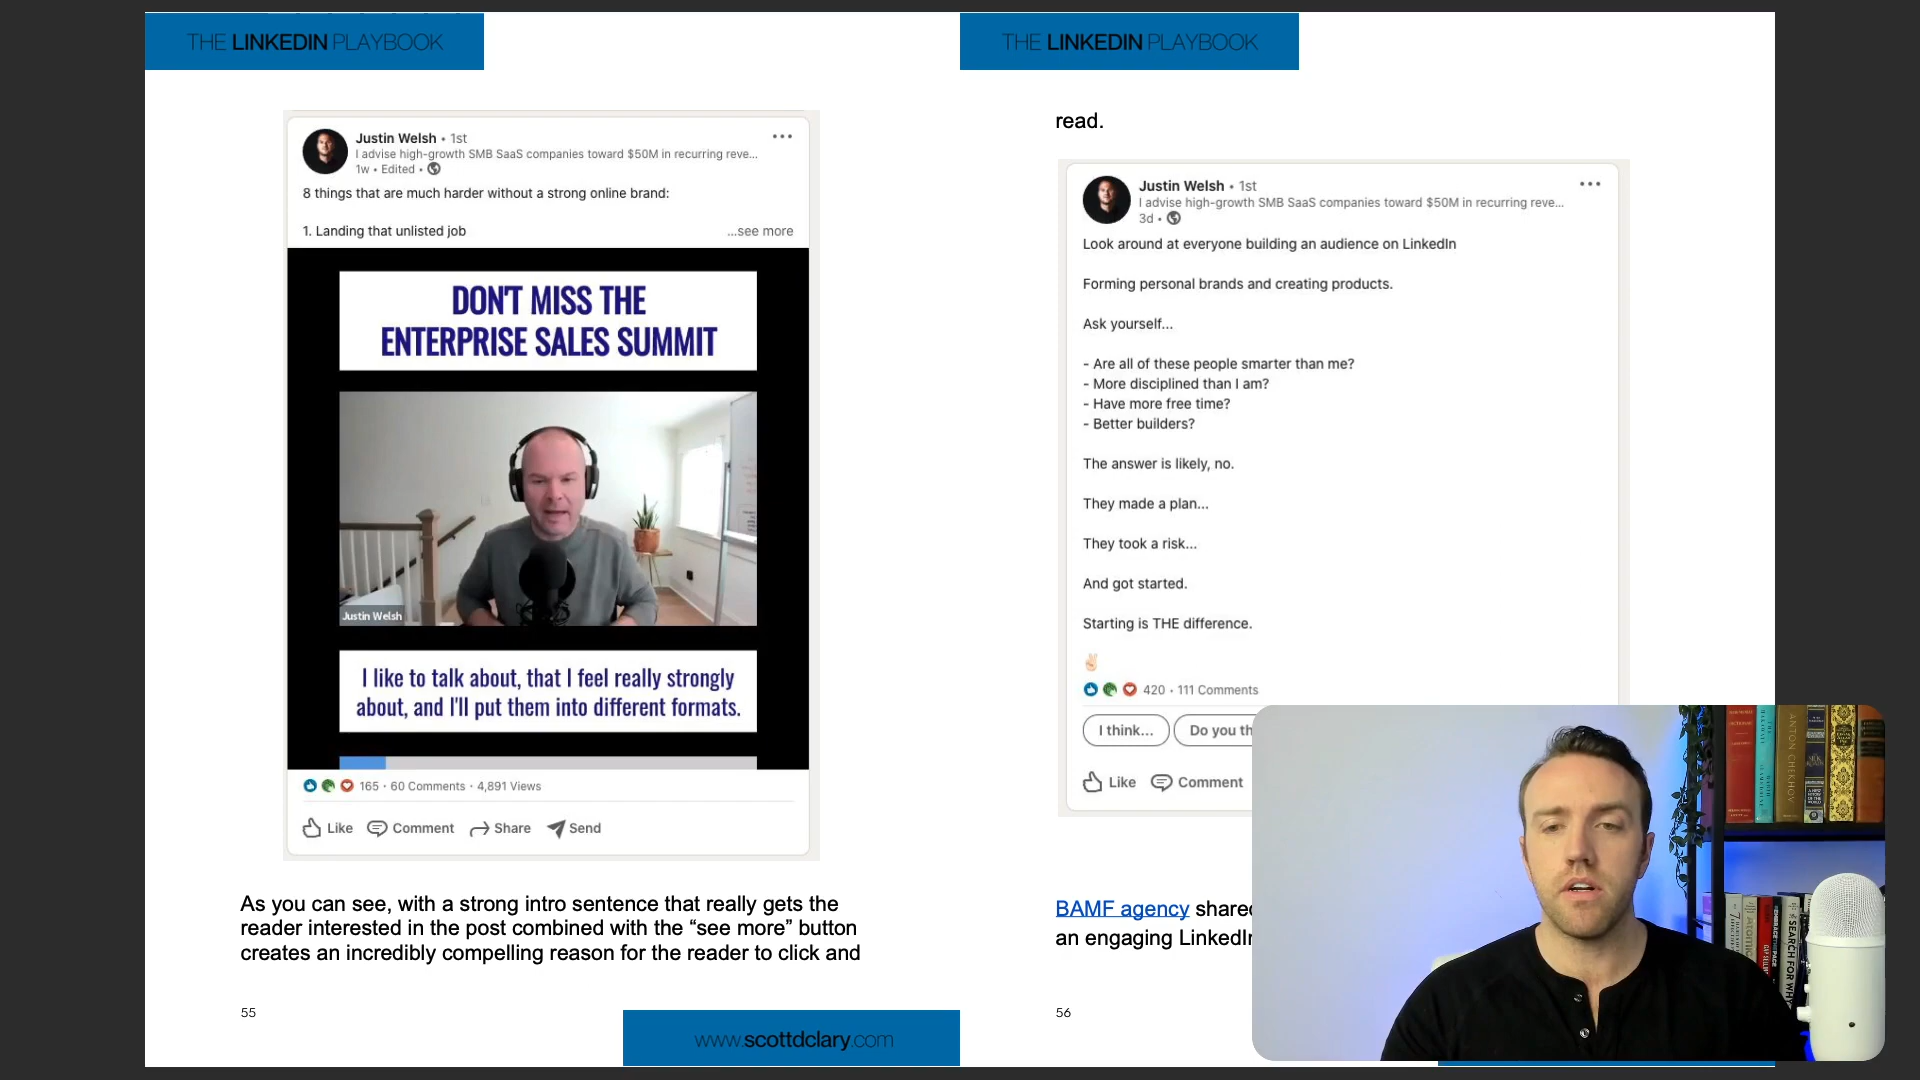 THE LINKEDIN PLAYBOOK
Justin Welsh • 1st
I advise high-growth SMB SaaS companies toward $50M in recurring reve...
1w • Edited •
8 things that are much harder without a strong online brand:
1. Landing that unlisted job
...see more
DON'T MISS THE
ENTERPRISE SALES SUMMIT
Justin Welsh
I like to talk about, that I feel really strongly
about, and I'll put them into different formats.
165 • 60 Comments • 4,891 Views
Like Comment Share Send
As you can see, with a strong intro sentence that really gets the
reader interested in the post combined with the “see more” button
creates an incredibly compelling reason for the reader to click and
55
www.scottdclary.com
THE LINKEDIN PLAYBOOK
read.
Justin Welsh • 1st
I advise high-growth SMB SaaS companies toward $50M in recurring reve...
3d •
Look around at everyone building an audience on LinkedIn
Forming personal brands and creating products.
Ask yourself...
- Are all of these people smarter than me?
- More disciplined than I am?
- Have more free time?
- Better builders?
The answer is likely, no.
They made a plan...
They took a risk...
And got started.
Starting is THE difference.
420 • 111 Comments
I think...
Do you th
Like Comment
BAMF agency shared
an engaging LinkedIn
56
ANTON CHEKHOV
SEARCH FOR WHY